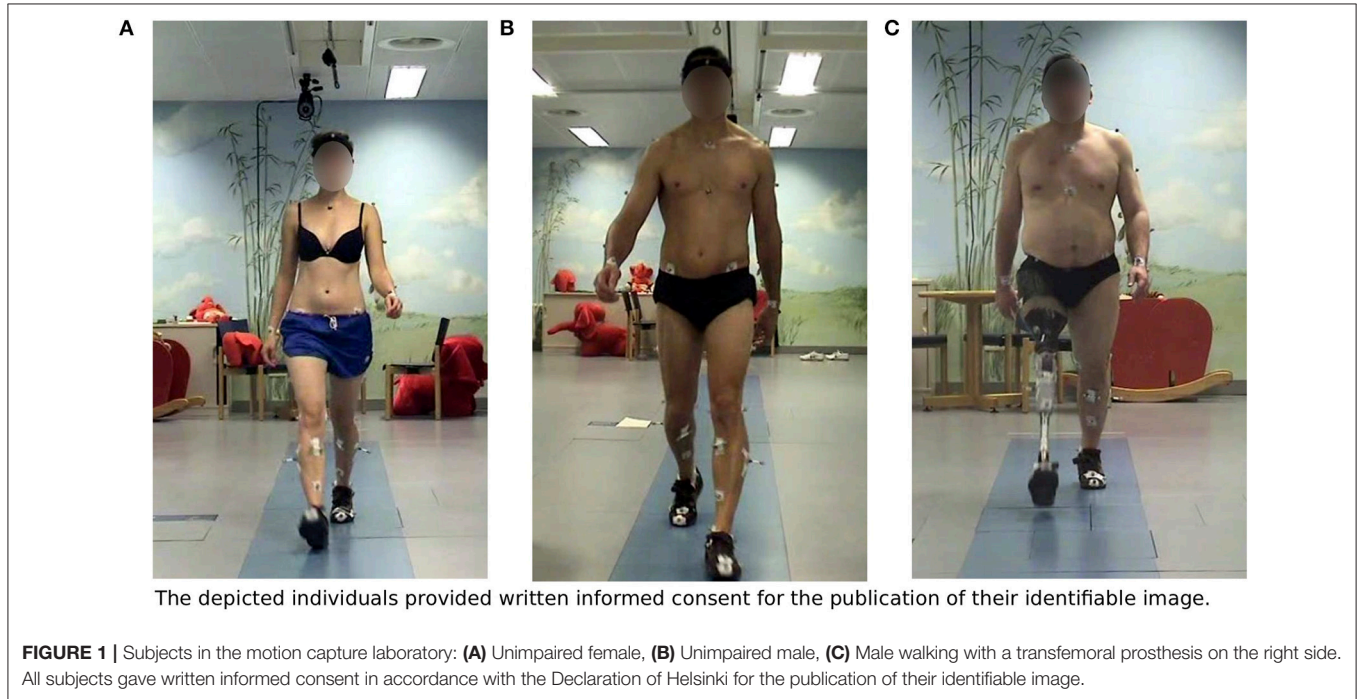 A B C
The depicted individuals provided written informed consent for the publication of their identifiable image.
FIGURE 1 | Subjects in the motion capture laboratory: (A) Unimpaired female, (B) Unimpaired male, (C) Male walking with a transfemoral prosthesis on the right side.
All subjects gave written informed consent in accordance with the Declaration of Helsinki for the publication of their identifiable image.